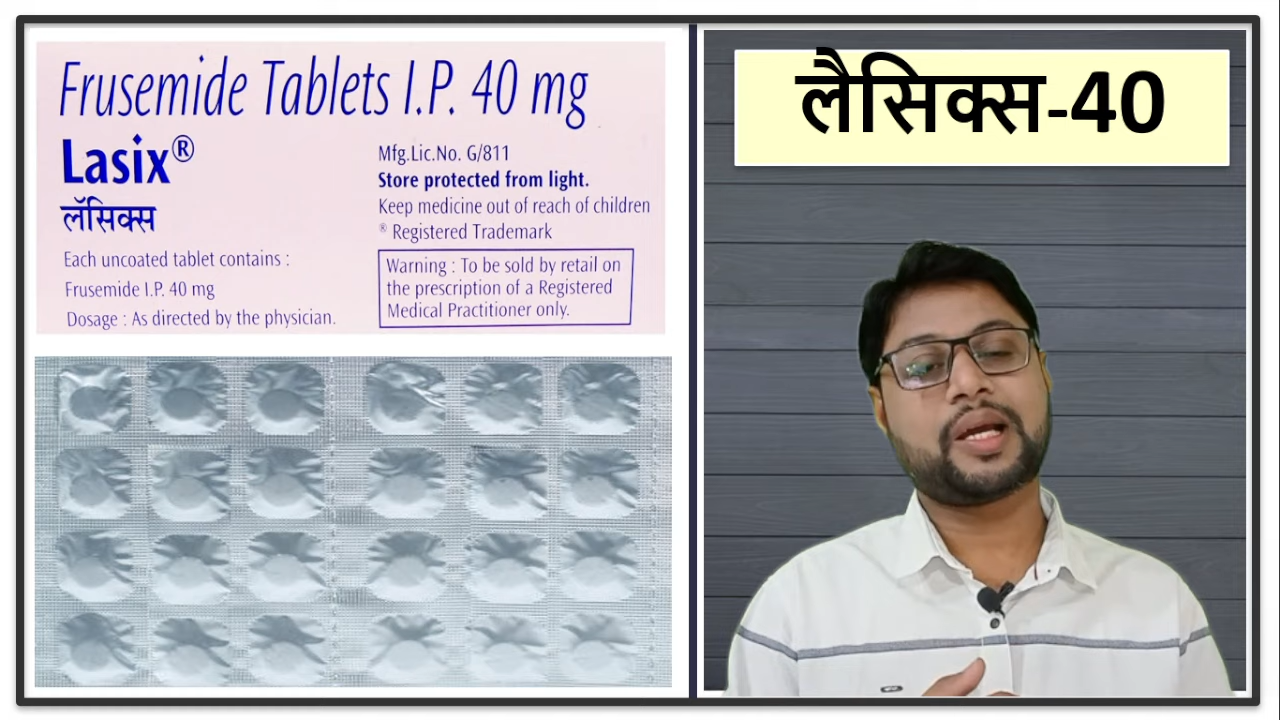 Frusemide Tablets I.P. 40 mg
Lasix®
लॅसिक्स
Each uncoated tablet contains :
Frusemide I.P. 40 mg
Dosage : As directed by the physician.
Mfg.Lic.No. G/811
Store protected from light.
Keep medicine out of reach of children
® Registered Trademark
Warning : To be sold by retail on
the prescription of a Registered
Medical Practitioner only.
लैसिक्स-40